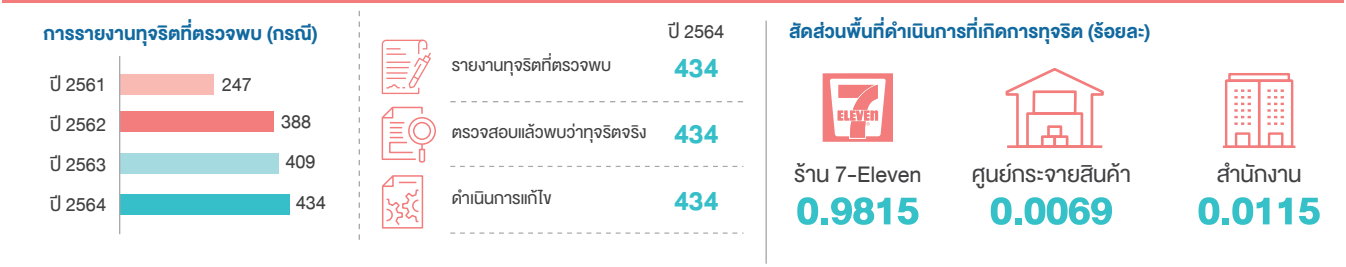 การรายงานทุจริตที่ตรวจพบ (กรณี)
ปี 2561 247
ปี 2562 388
ปี 2563 409
ปี 2564 434
ปี 2564
รายงานทุจริตที่ตรวจพบ 434
ตรวจสอบแล้วพบว่าทุจริตจริง 434
ดำเนินการแก้ไข 434
สัดส่วนพื้นที่ดำเนินการที่เกิดการทุจริต (ร้อยละ)
7
ELEVEN
ร้าน 7-Eleven ศูนย์กระจายสินค้า สำนักงาน
0.9815 0.0069 0.0115